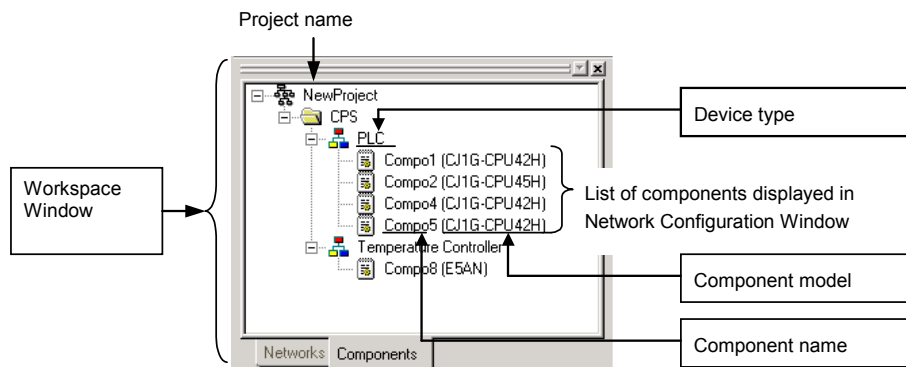 Project name
NewProject
CPS
PLC
Device type
Compo1 (CJ1G-CPU42H)
Compo2 (CJ1G-CPU45H)
Compo4 (CJ1G-CPU42H)
Compo5 (CJ1G-CPU42H)
Workspace
Window
List of components displayed in
Network Configuration Window
Temperature Controller
Compo8 (E5AN)
Component model
Component name
Networks Components